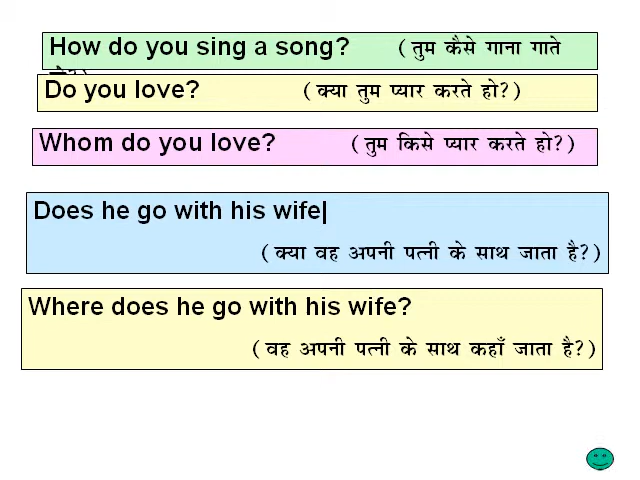 How do you sing a song? (तुम कैसे गाना गाते
Do you love? (क्या तुम प्यार करते हो?)
Whom do you love? (तुम किसे प्यार करते हो?)
Does he go with his wife
(क्या वह अपनी पत्नी के साथ जाता है?)
Where does he go with his wife?
(वह अपनी पत्नी के साथ कहाँ जाता है?)